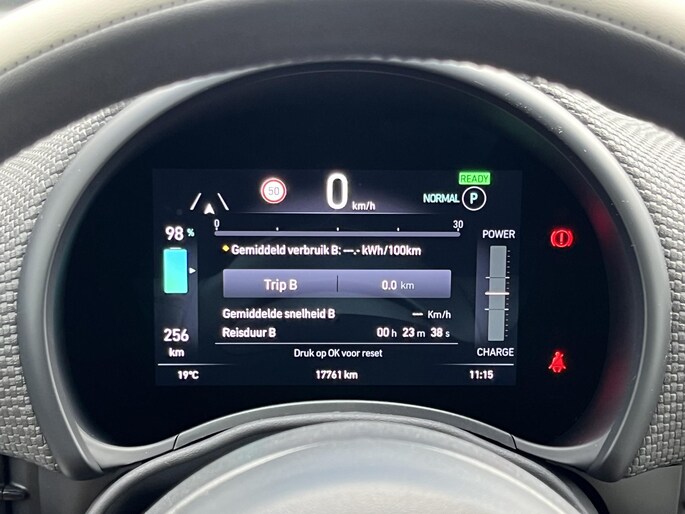 READY
50
0 km/h
NORMAL P
0 30
98 %
POWER
Gemiddeld verbruik B: --.- kWh/100km
Trip B 0.0 km
Gemiddelde snelheid B -- Km/h
256 km
Reisduur B 00 h 23 m 38 s
Druk op OK voor reset
CHARGE
19°C 17761 km 11:15